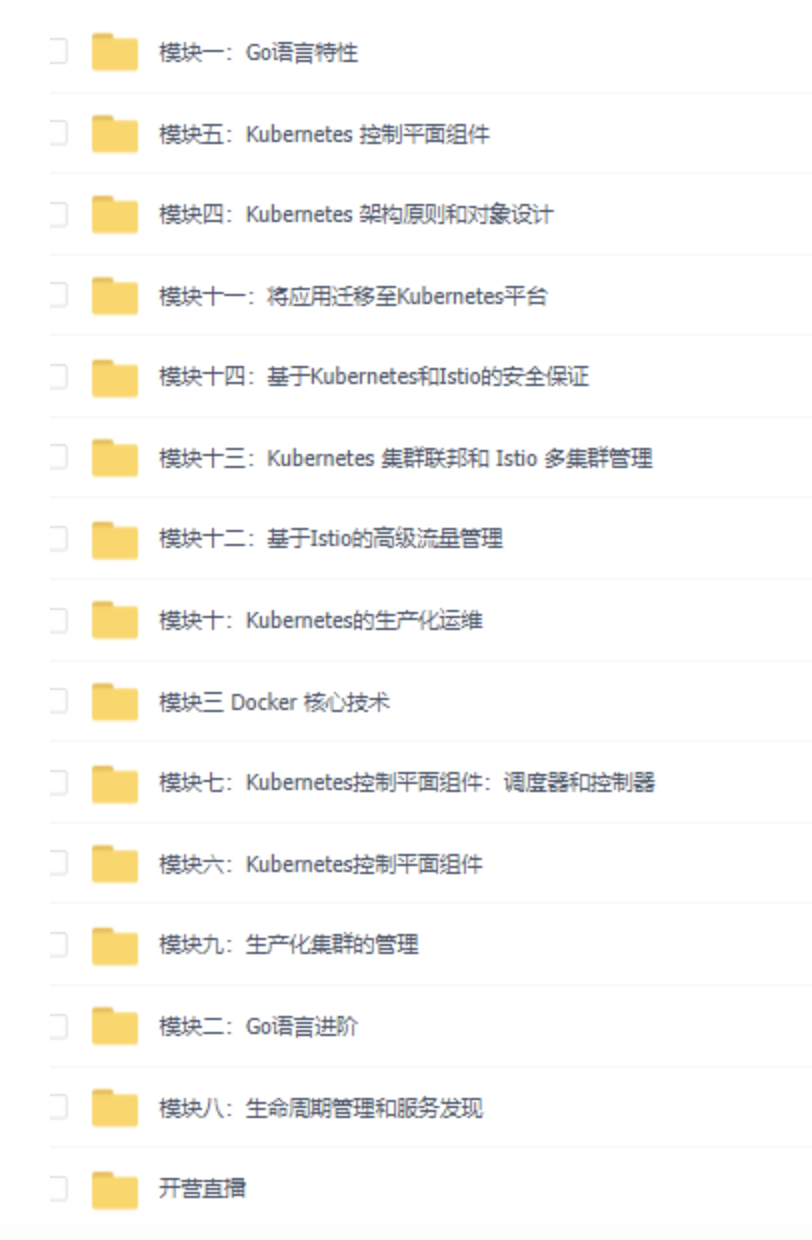 模块一：Go语言特性
模块五：Kubernetes 控制平面组件
模块四：Kubernetes 架构原则和对象设计
模块十一：将应用迁移至Kubernetes平台
模块十四：基于Kubernetes和Istio的安全保证
模块十三：Kubernetes 集群联邦和 Istio 多集群管理
模块十二：基于Istio的高级流量管理
模块十：Kubernetes的生产化运维
模块三 Docker 核心技术
模块七：Kubernetes控制平面组件：调度器和控制器
模块六：Kubernetes控制平面组件
模块九：生产化集群的管理
模块二：Go语言进阶
模块八：生命周期管理和服务发现
开营直播